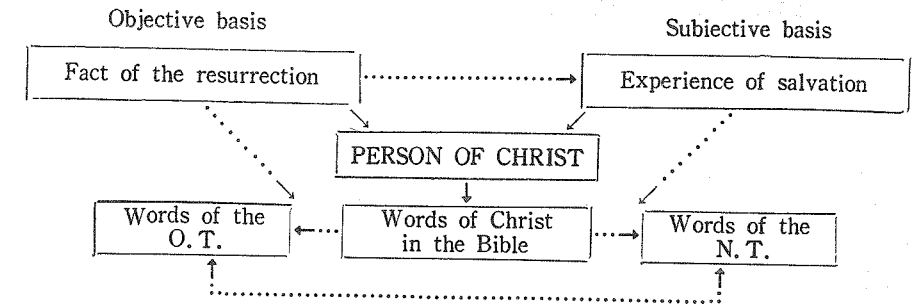 Objective basis
Subiective basis
Fact of the resurrection
Experience of salvation
PERSON OF CHRIST
Words of the
O. T.
Words of Christ
in the Bible
Words of the
N. T.